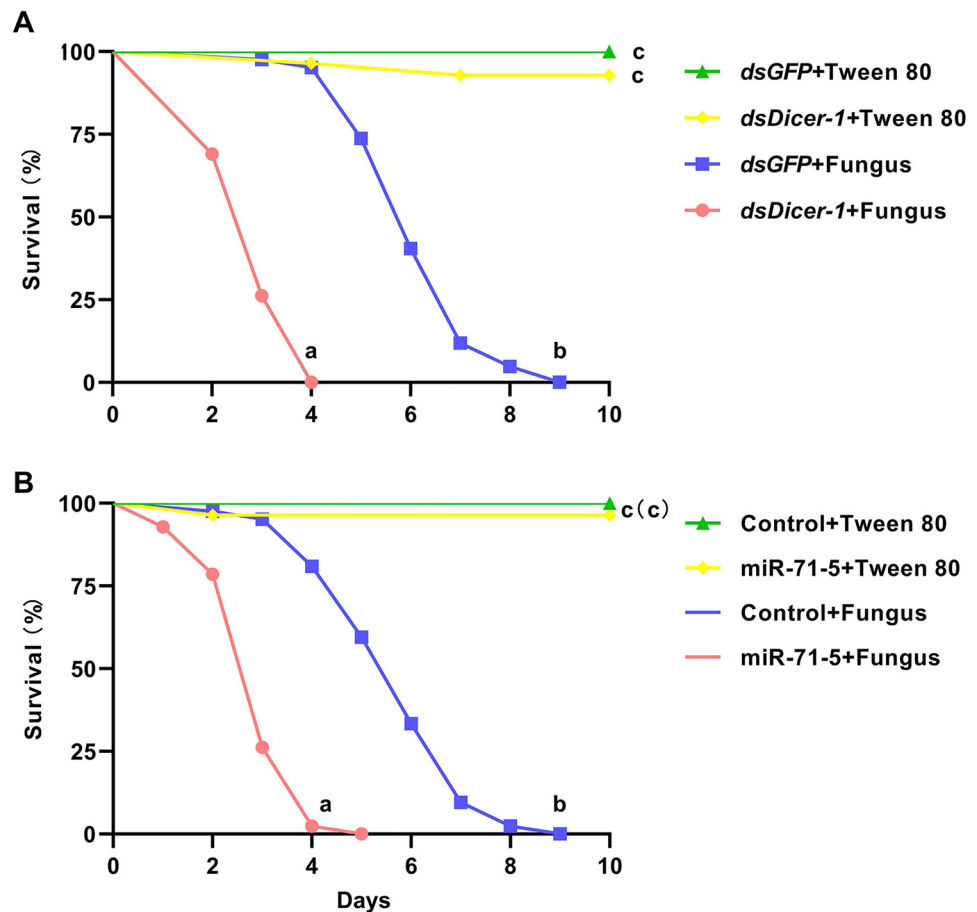 A
100
75
50
25
0
Survival (%)
0 2 4 6 8 10
a
b
c
c
dsGFP+Tween 80
dsDicer-1+Tween 80
dsGFP+Fungus
dsDicer-1+Fungus
B
100
75
50
25
0
Survival (%)
0 2 4 6 8 10
Days
a
b
c(c)
Control+Tween 80
miR-71-5+Tween 80
Control+Fungus
miR-71-5+Fungus